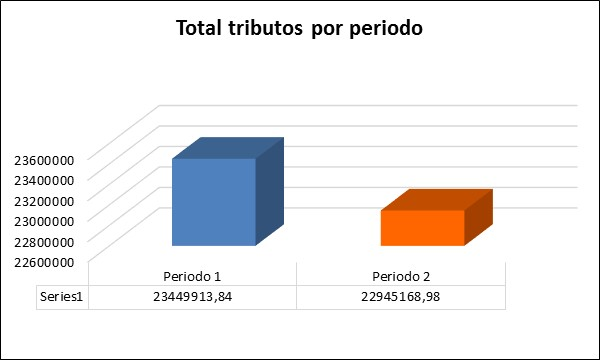 Total tributos por periodo
23600000
23400000
23200000
23000000
22800000
22600000
Periodo 1 Periodo 2
Series1 23449913,84 22945168,98